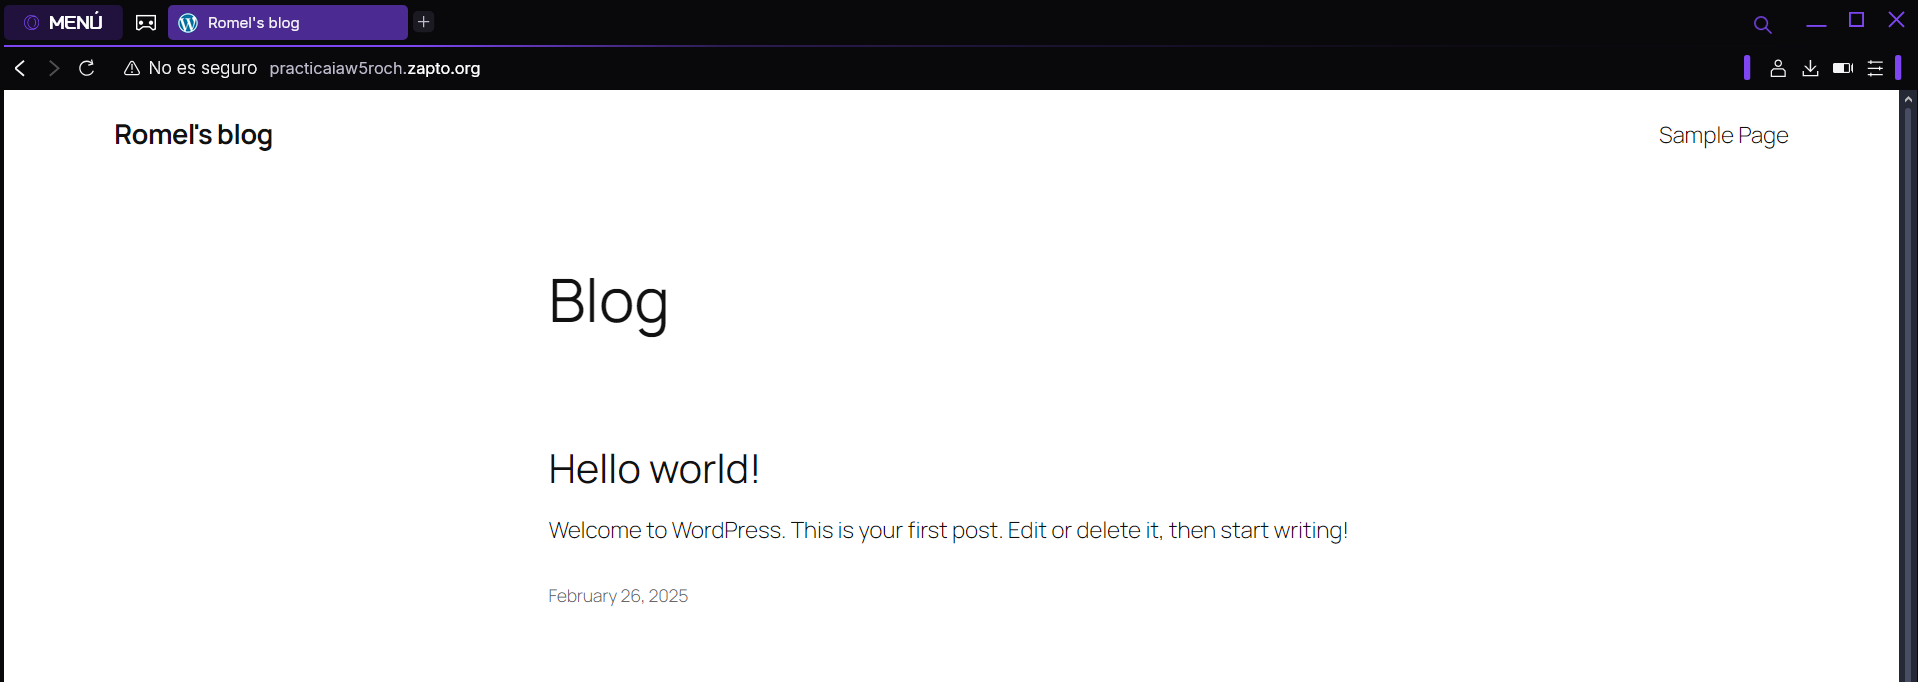 MENÚ
Romel's blog
No es seguro practicaiaw5roch.zapto.org
Romel's blog
Sample Page
Blog
Hello world!
Welcome to WordPress. This is your first post. Edit or delete it, then start writing!
February 26, 2025